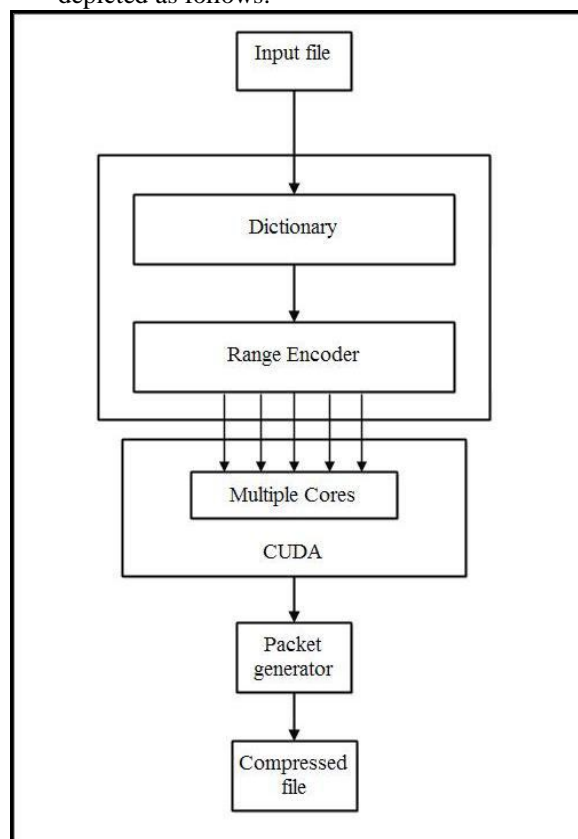 depicted as follows:
Input file
Dictionary
Range Encoder
Multiple Cores
CUDA
Packet
generator
Compressed
file